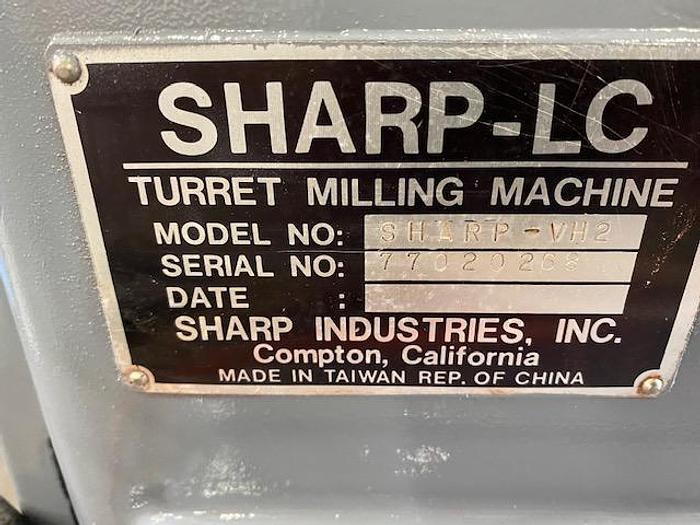 SHARP-LC
TURRET MILLING MACHINE
MODEL NO: SHARP-VH2
SERIAL NO: 77020268
DATE :
SHARP INDUSTRIES, INC.
Compton, California
MADE IN TAIWAN REP. OF CHINA